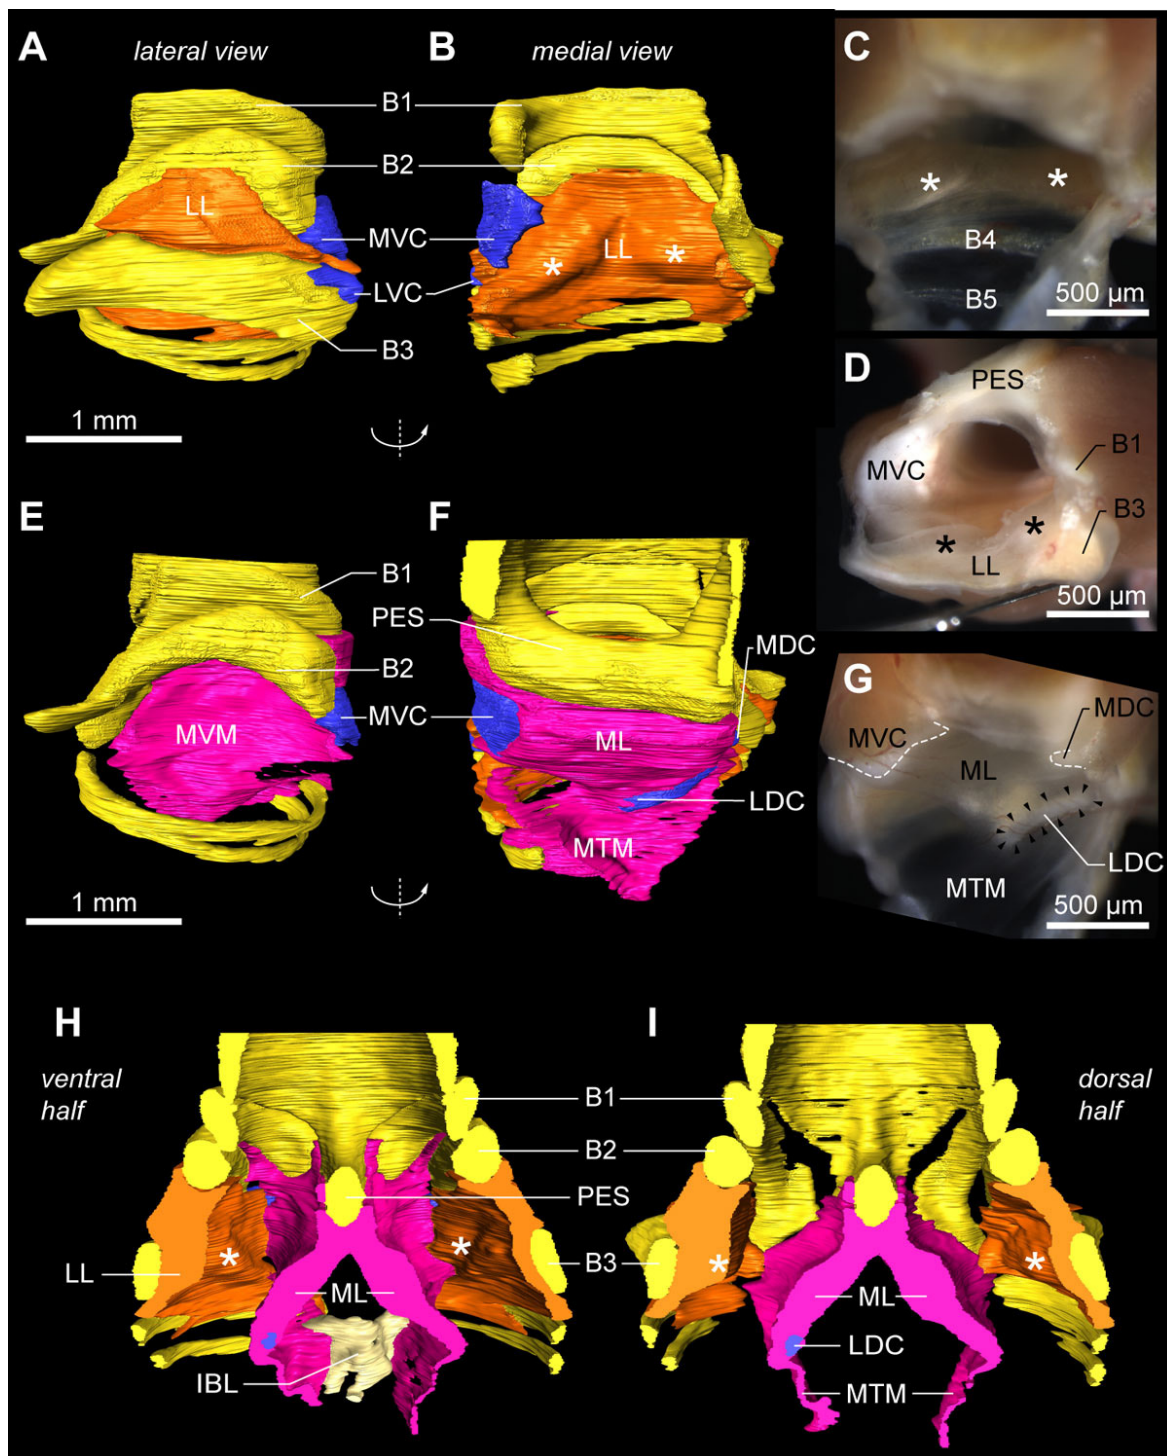 A
lateral view
B
medial view
B1
B2
LL
MVC
LL
*
*
LVC
B3
1 mm
C
*
*
B4
B5
500 µm
D
PES
B1
MVC
B3
*
*
LL
500 µm
E
F
B1
PES
B2
MDC
MVC
MVM
ML
LDC
MTM
1 mm
G
MDC
MVC
ML
LDC
MTM
500 µm
H
I
ventral
half
dorsal
half
B1
B2
PES
*
*
*
*
LL
B3
ML
ML
LDC
IBL
MTM